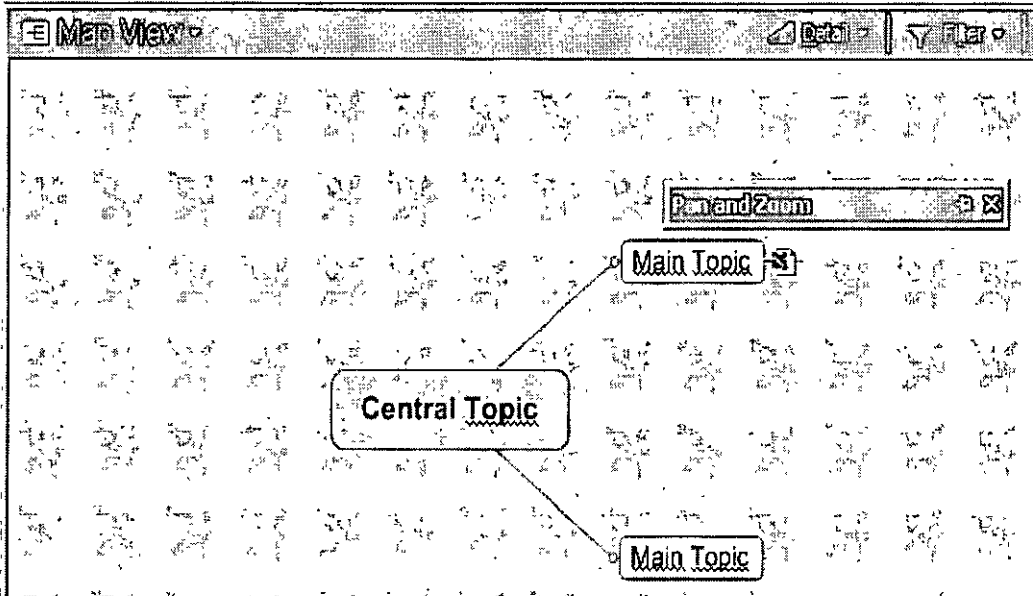 Map View Detail Filter
Pan and Zoom
Main Topic
Central Topic
Main Topic